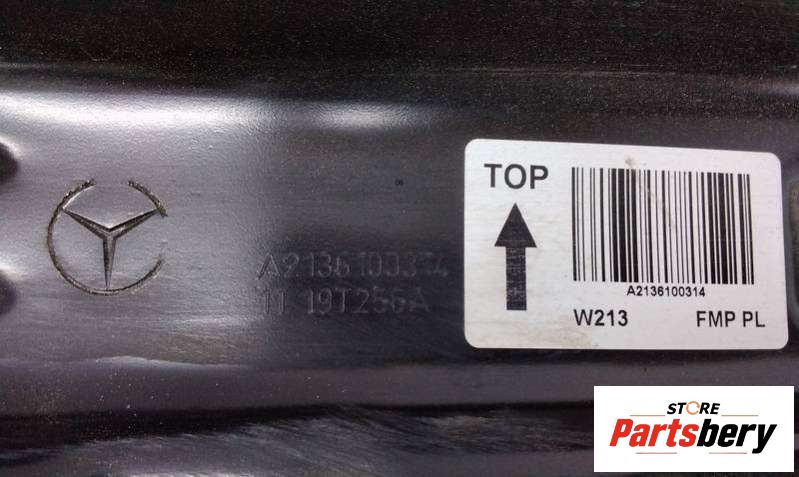 A2136100314
11 19T256A
TOP
A2136100314
W213 FMP PL
STORE
Partsbery